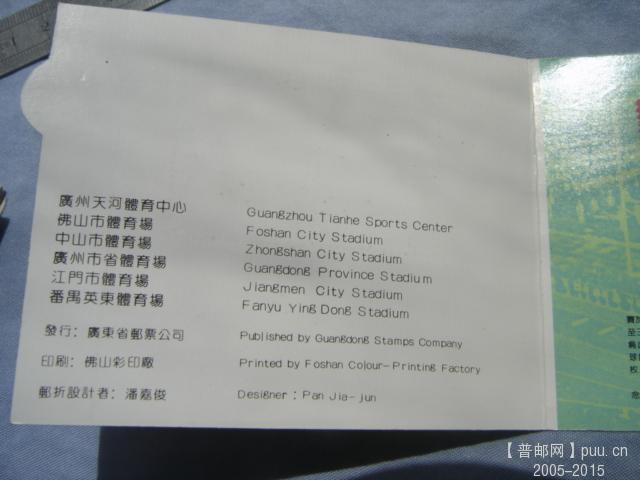 廣州天河體育中心 Guangzhou Tianhe Sports Center
佛山市體育場 Foshan City Stadium
中山市體育場 Zhongshan City Stadium
廣州市省體育場 Guangdong Province Stadium
江門市體育場 Jiangmen City Stadium
番禺英東體育場 Fanyu Ying Dong Stadium
發行：廣東省郵票公司 Published by Guangdong Stamps Company
印刷：佛山彩印廠 Printed by Foshan Colour-Printing Factory
郵折設計者：潘嘉俊 Designer：Pan Jia-jun
【普邮网】puu.cn
2005-2015